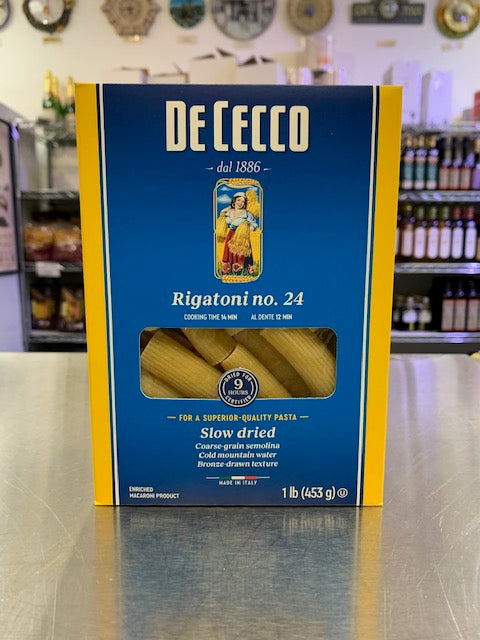 DE CECCO
dal 1886
Rigatoni no. 24
COOKING TIME 14 MIN AL DENTE 12 MIN
DRIED FOR
9
HOURS
CERTIFIED
FOR A SUPERIOR-QUALITY PASTA
Slow dried
Coarse-grain semolina
Cold mountain water
Bronze-drawn texture
MADE IN ITALY
ENRICHED
MACARONI PRODUCT
1 lb (453 g) U